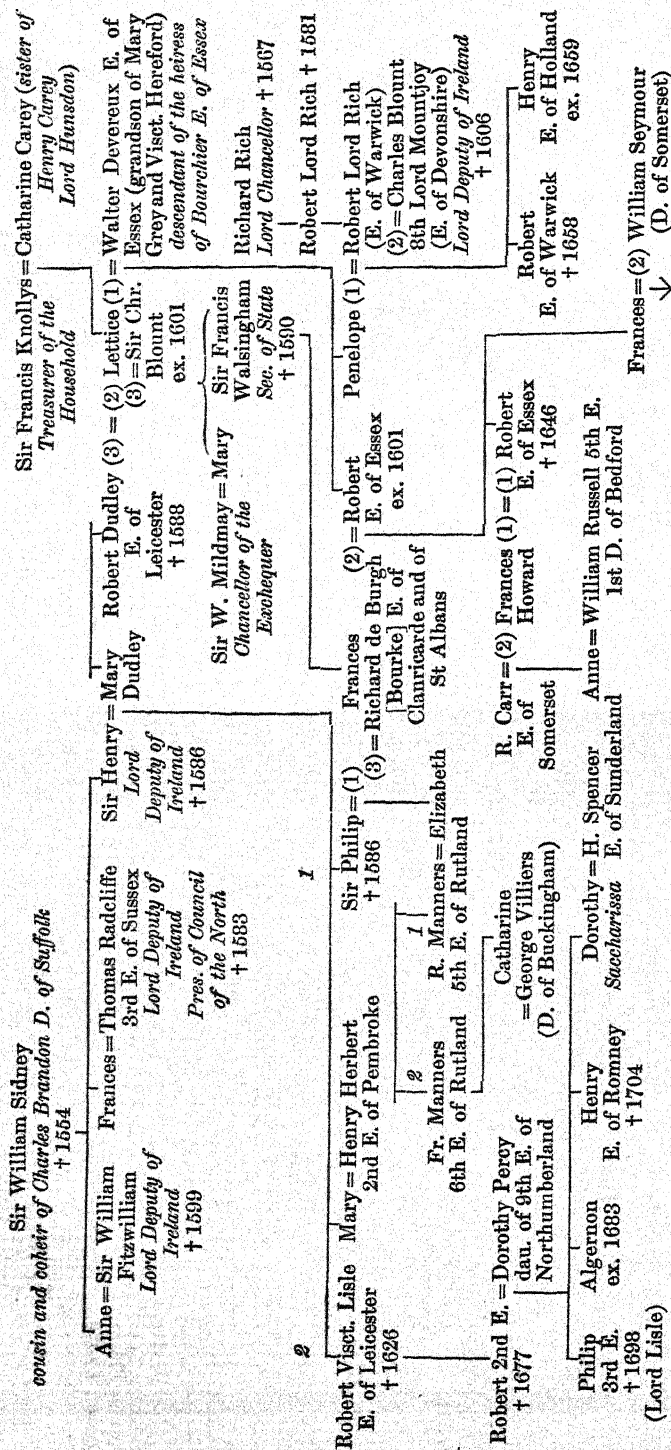 Sir William Sidney
cousin and coheir of Charles Brandon D. of Suffolk
† 1554
Anne = Sir William
Fitzwilliam
Lord Deputy of
Ireland
† 1599
Frances = Thomas Radcliffe
3rd E. of Sussex
Lord Deputy of
Ireland
Pres. of Council
of the North
† 1583
Sir Henry = Mary
Lord
Deputy of
Ireland
† 1586
Dudley
Robert Dudley (3) = (2) Lettice (1) = Walter Devereux E. of
E. of
Leicester
† 1588
(3) = Sir Chr.
Blount
ex. 1601
Essex (grandson of Mary
Grey and Visct. Hereford)
descendant of the heiress
of Bourchier E. of Essex
Sir Francis Knollys = Catharine Carey (sister of
Treasurer of the
Household
Henry Carey
Lord Hunsdon)
Sir W. Mildmay = Mary
Chancellor of the
Exchequer
Sir Francis
Walsingham
Sec. of State
† 1590
Richard Rich
Lord Chancellor † 1567
Robert Lord Rich † 1581
2
1
Robert Visct. Lisle
E. of Leicester
† 1626
Mary = Henry Herbert
2nd E. of Pembroke
Sir Philip = (1)
† 1586
Frances
(2) = Robert
E. of Essex
ex. 1601
(3) = Richard de Burgh
[Bourke] E. of
Clanricarde and of
St Albans
Penelope (1) = Robert Lord Rich
(E. of Warwick)
(2) = Charles Blount
8th Lord Mountjoy
(E. of Devonshire)
Lord Deputy of Ireland
† 1606
2
1
Fr. Manners
6th E. of Rutland
R. Manners = Elizabeth
5th E. of Rutland
Catharine
= George Villiers
(D. of Buckingham)
R. Carr = (2) Frances (1) = (1) Robert
E. of
Somerset
Howard
E. of Essex
† 1646
Robert
E. of Warwick
† 1658
Henry
E. of Holland
ex. 1659
Frances = (2) William Seymour
(D. of Somerset)
Anne = William Russell 5th E.
1st D. of Bedford
Robert 2nd E. = Dorothy Percy
† 1677
dau. of 9th E. of
Northumberland
Philip
3rd E.
† 1698
(Lord Lisle)
Algernon
ex. 1683
Henry
E. of Romney
† 1704
Dorothy = H. Spencer
Saccharissa
E. of Sunderland